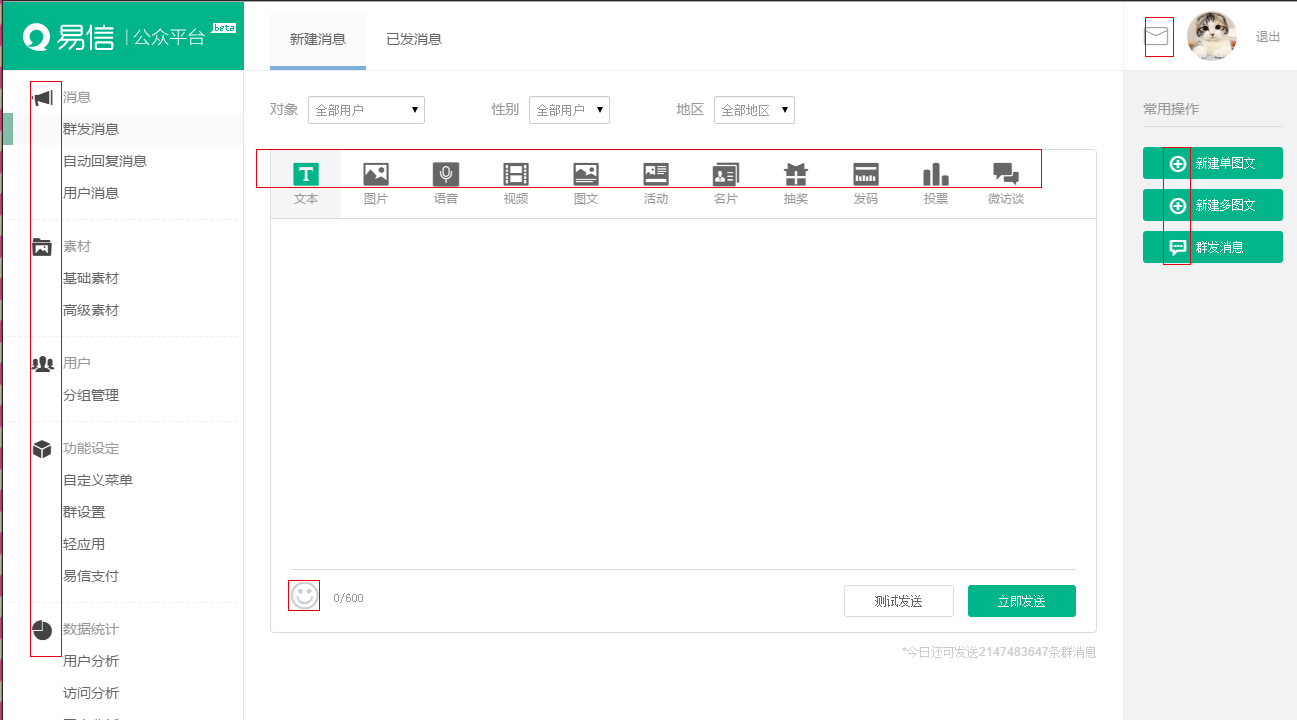 易信 | 公众平台 beta
新建消息 已发消息
退出
消息
群发消息
自动回复消息
用户消息
素材
基础素材
高级素材
用户
分组管理
功能设定
自定义菜单
群设置
轻应用
易信支付
数据统计
用户分析
访问分析
对象 全部用户 性别 全部用户 地区 全部地区
文本 图片 语音 视频 图文 活动 名片 抽奖 发码 投票 微访谈
0/600
测试发送 立即发送
*今日还可发送2147483647条群消息
常用操作
新建单图文
新建多图文
群发消息